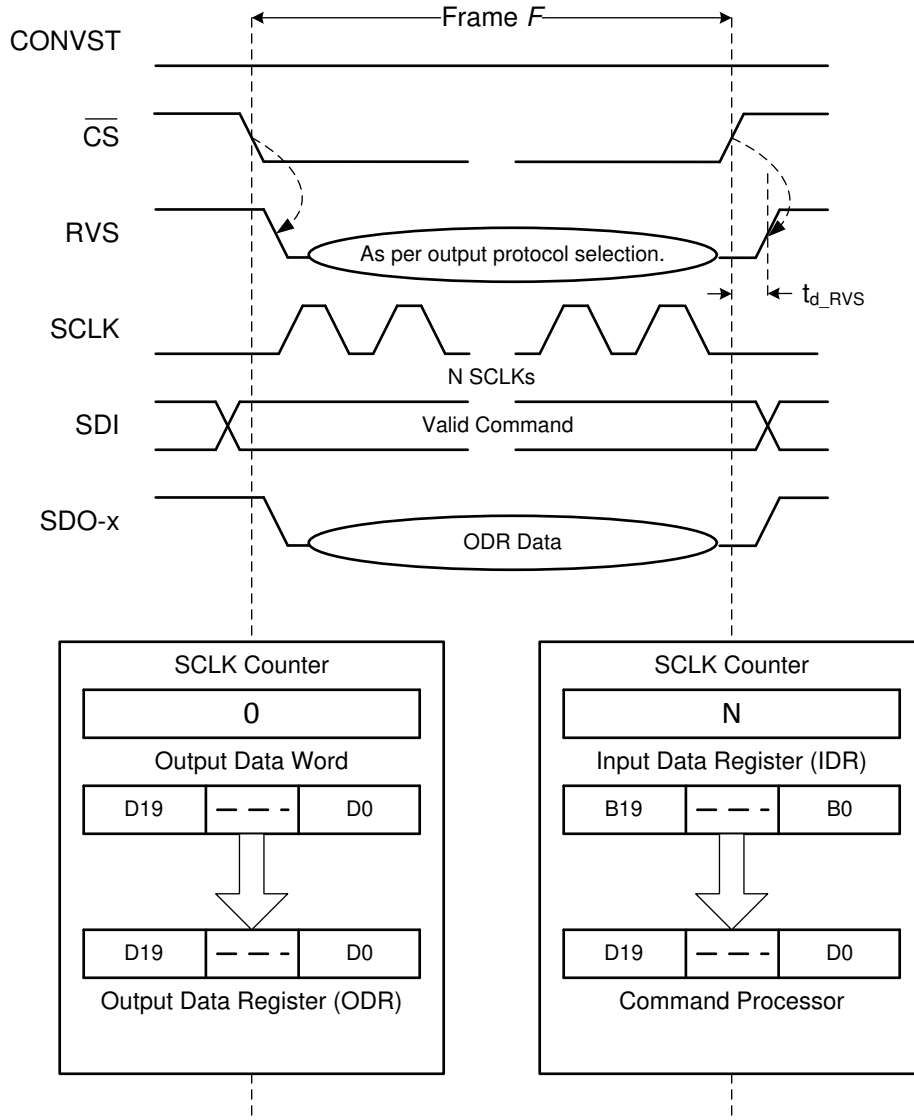 Frame F
CONVST
CS
RVS
As per output protocol selection.
td_RVS
SCLK
N SCLKs
SDI
Valid Command
SDO-x
ODR Data
SCLK Counter
0
Output Data Word
D19
D0
D19
D0
Output Data Register (ODR)
SCLK Counter
N
Input Data Register (IDR)
B19
B0
D19
D0
Command Processor